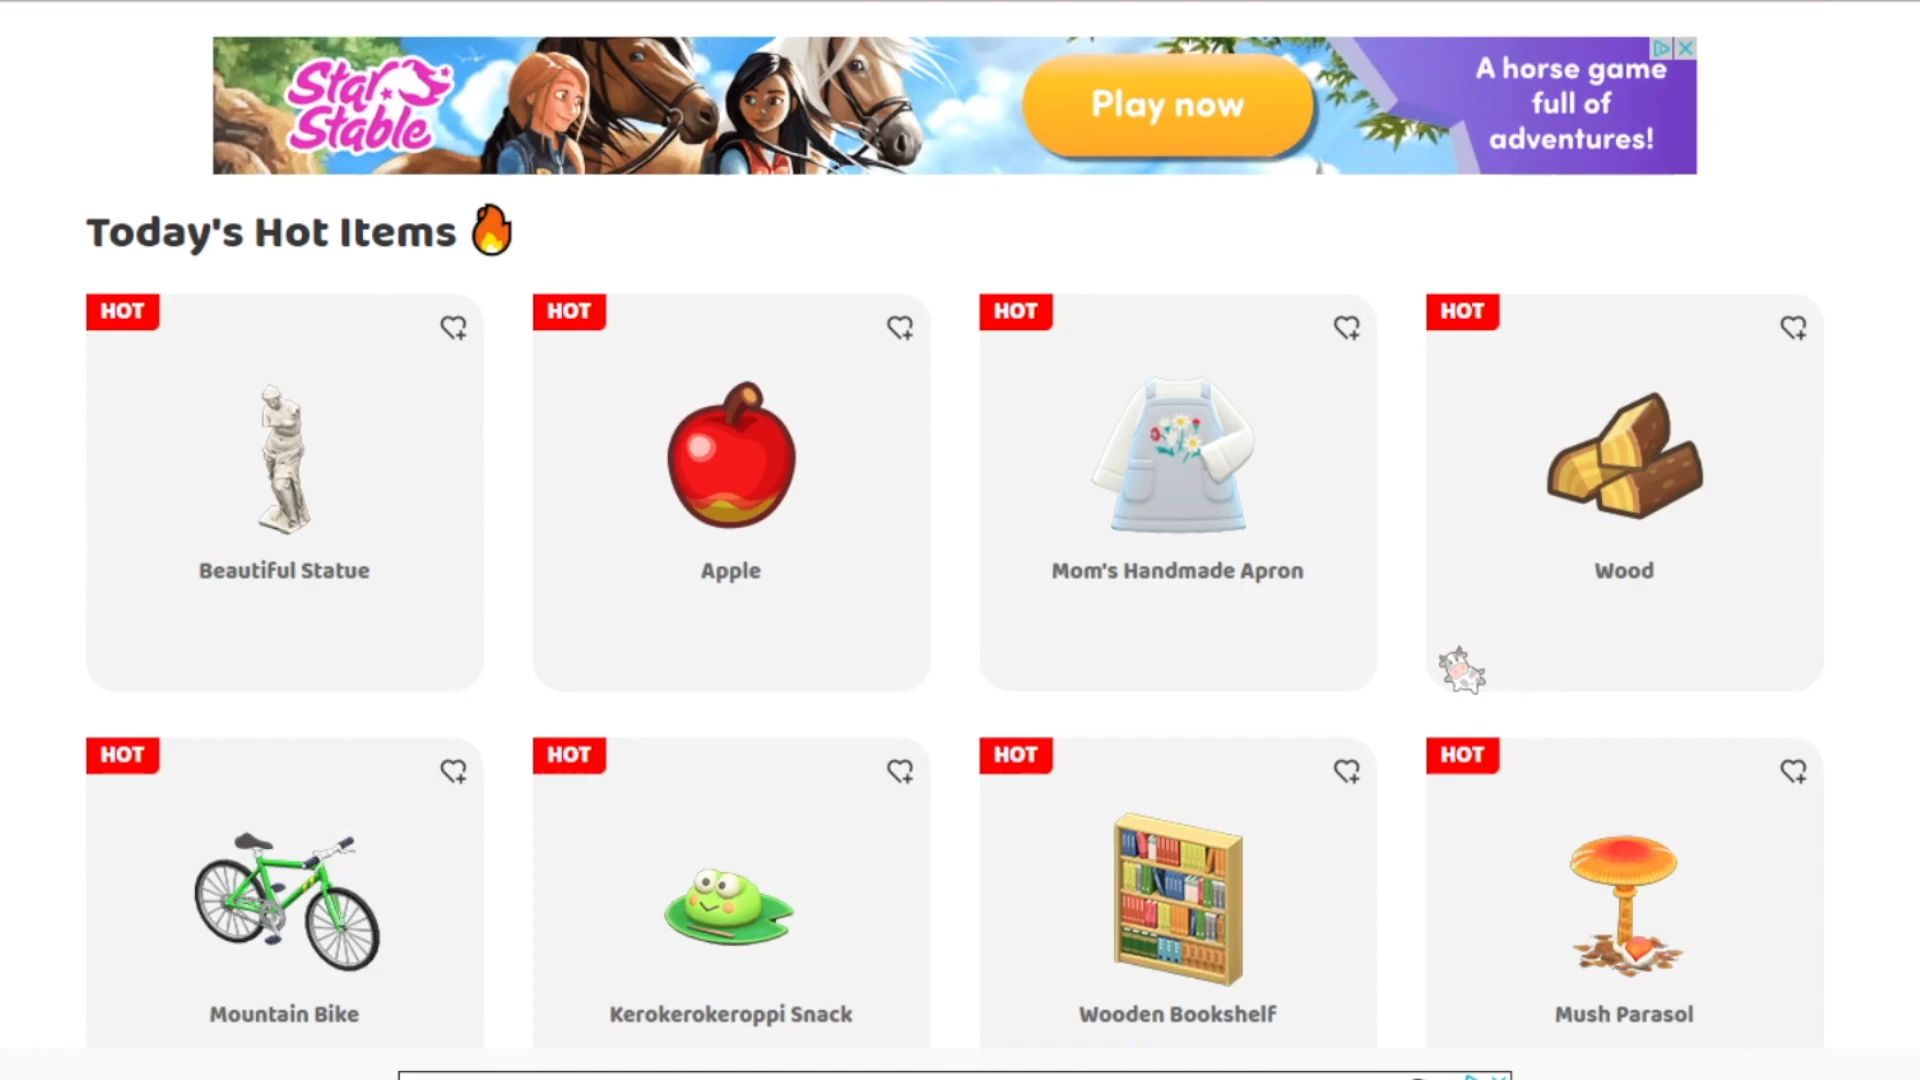 Star
Stable
Play now
A horse game
full of
adventures!
Today's Hot Items
HOT
HOT
HOT
HOT
Beautiful Statue
Apple
Mom's Handmade Apron
Wood
HOT
HOT
HOT
HOT
Mountain Bike
Kerokerokeroppi Snack
Wooden Bookshelf
Mush Parasol